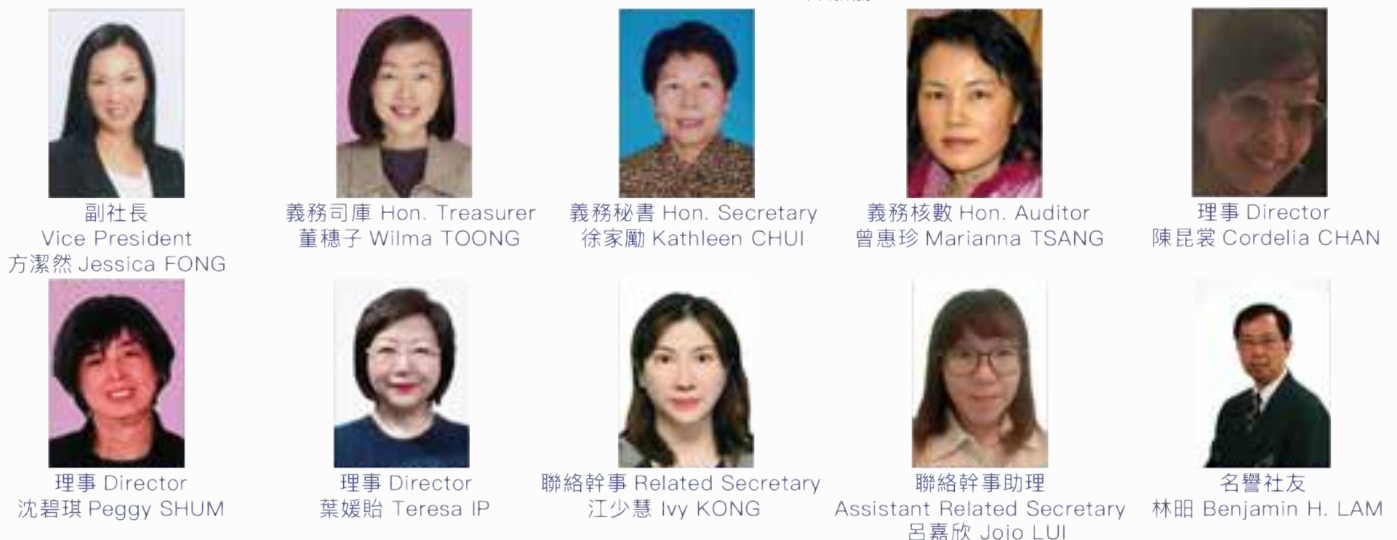 副社長
Vice President
方潔然 Jessica FONG
義務司庫 Hon. Treasurer
董穗子 Wilma TOONG
義務秘書 Hon. Secretary
徐家勵 Kathleen CHUI
義務核數 Hon. Auditor
曾惠珍 Marianna TSANG
理事 Director
陳昆裳 Cordelia CHAN
理事 Director
沈碧琪 Peggy SHUM
理事 Director
葉媛貽 Teresa IP
聯絡幹事 Related Secretary
江少慧 Ivy KONG
聯絡幹事助理
Assistant Related Secretary
呂嘉欣 Jojo LUI
名譽社友
林昭 Benjamin H. LAM